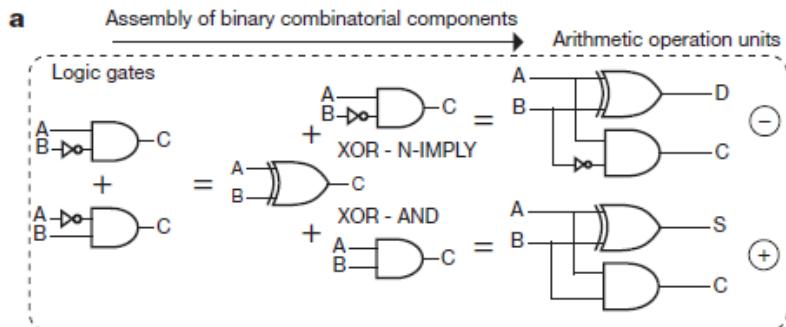 a
Assembly of binary combinatorial components
Arithmetic operation units
Logic gates
A
B
C
+
A
B
C
=
A
B
C
+
A
B
C
XOR - N-IMPLY
=
A
B
D
C
−
+
XOR - AND
A
B
C
=
A
B
S
C
+